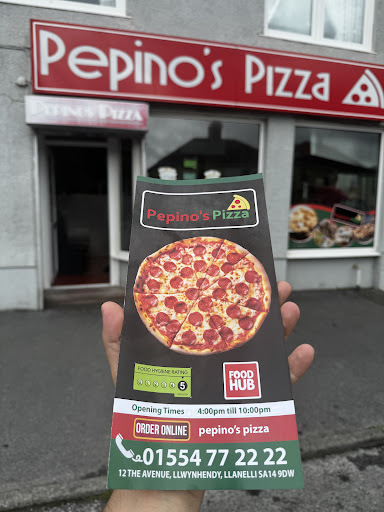 Pepino's Pizza
PEPINOS PIZZA
Pepino's Pizza
FOOD HYGIENE RATING
5
FOOD
HUB
Opening Times 4:00pm till 10:00pm
ORDER ONLINE pepino's pizza
01554 77 22 22
12 THE AVENUE, LLWYNHENDY, LLANELLI SA14 9DW